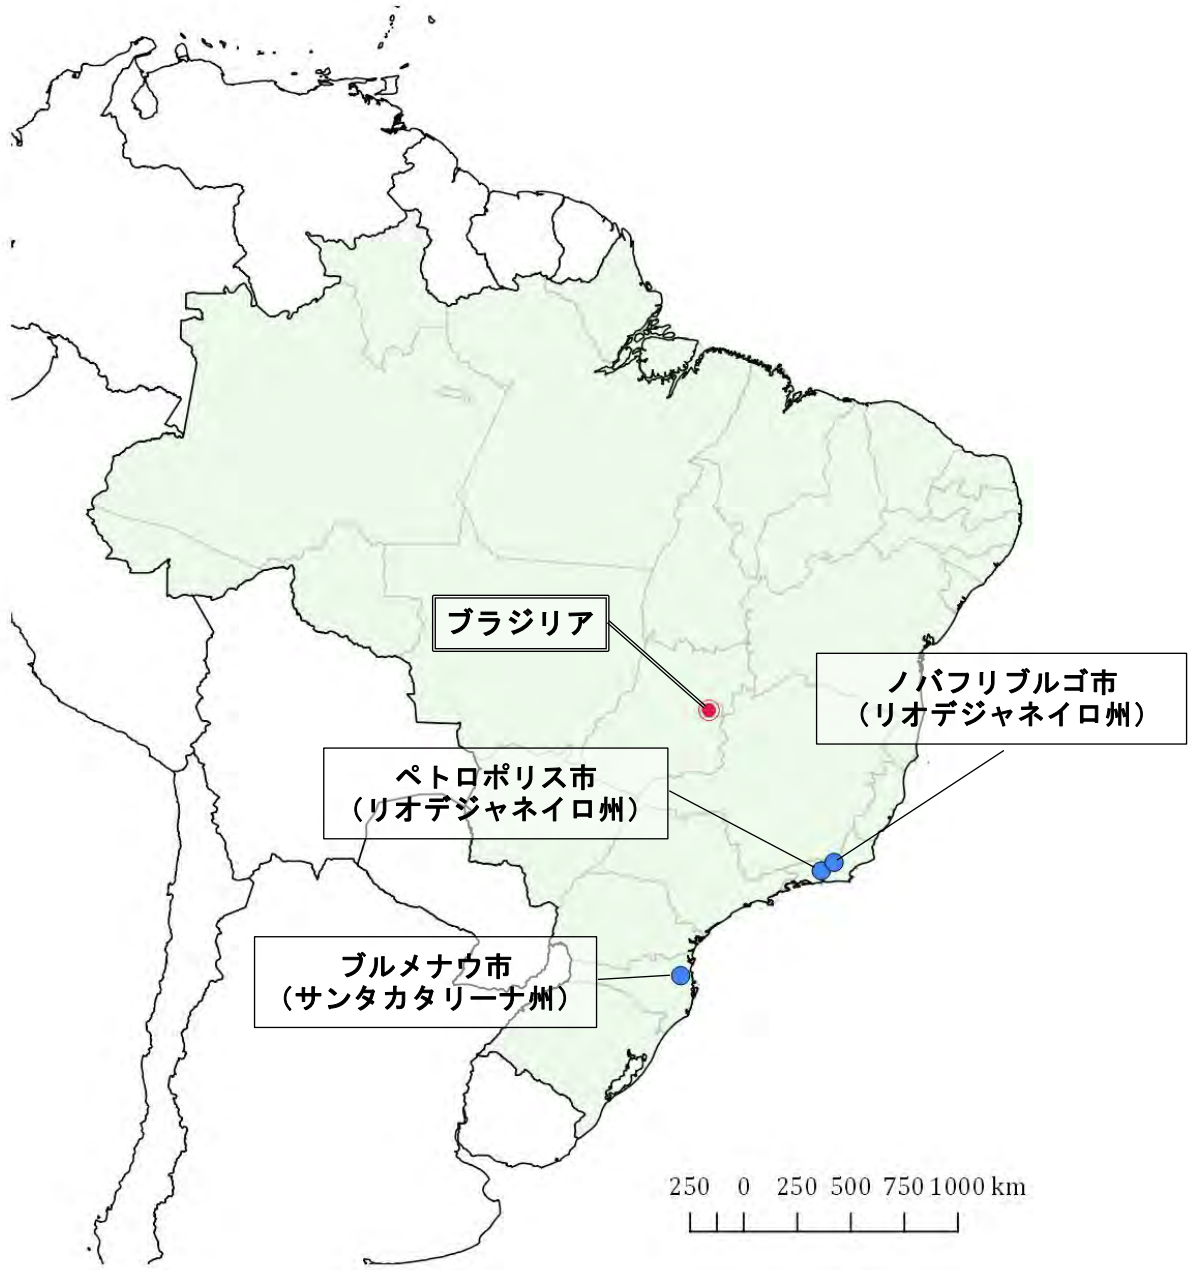 ブラジリア
ノバフリブルゴ市
（リオデジャネイロ州）
ペトロポリス市
（リオデジャネイロ州）
ブルメナウ市
（サンタカタリーナ州）
250 0 250 500 750 1000 km